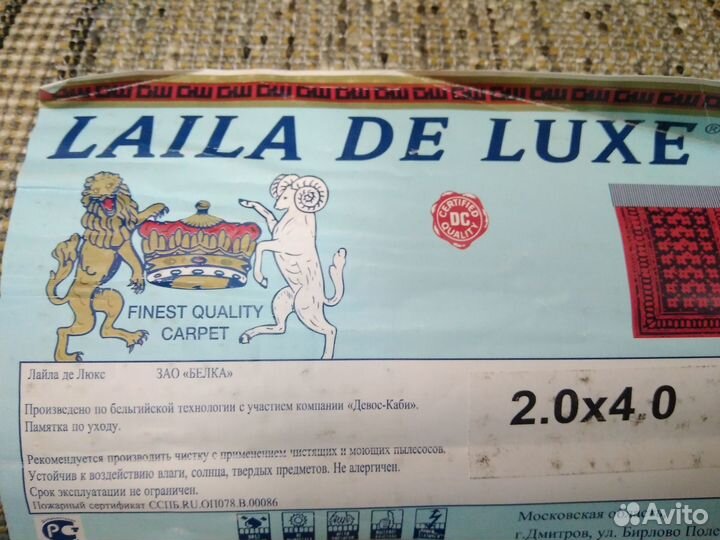 LAILA DE LUXE ®
CERTIFIED
DC
QUALITY
FINEST QUALITY
CARPET
Лайла де Люкс ЗАО «БЕЛКА»
Произведено по бельгийской технологии с участием компании «Девос-Каби».
Памятка по уходу.
2.0x4.0
Рекомендуется производить чистку с применением чистящих и моющих пылесосов.
Устойчив к воздействию влаги, солнца, твердых предметов. Не алергичен.
Срок эксплуатации не ограничен.
Пожарный сертификат ССПБ.RU.ОП078.В.00086
Московская
г.Дмитров, ул. Бирлово Поле
РС
Avito